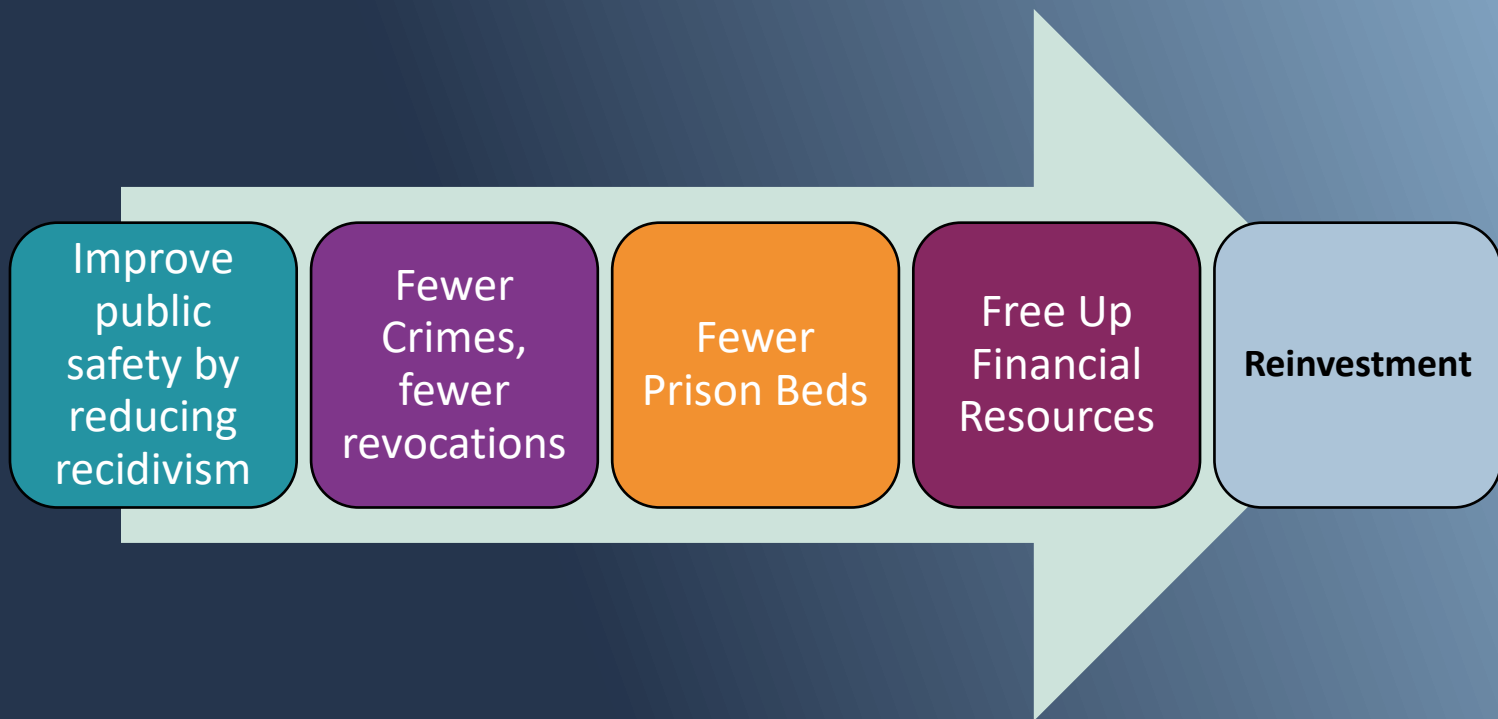 Improve
public
safety by
reducing
recidivism
Fewer
Crimes,
fewer
revocations
Fewer
Prison Beds
Free Up
Financial
Resources
Reinvestment